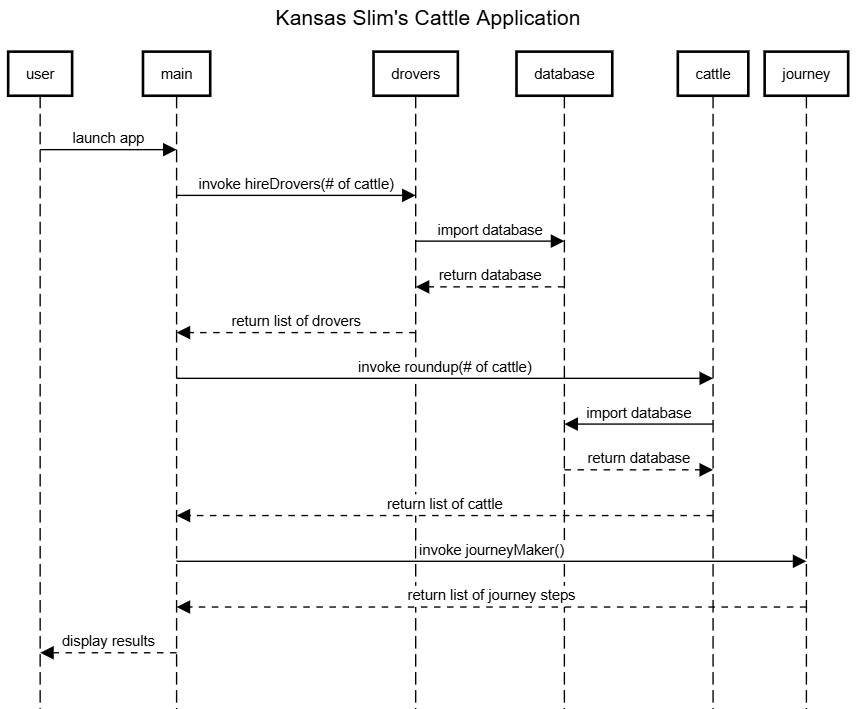 Kansas Slim's Cattle Application
user
main
drovers
database
cattle
journey
launch app
invoke hireDrovers(# of cattle)
import database
return database
return list of drovers
invoke roundup(# of cattle)
import database
return database
return list of cattle
invoke journeyMaker()
return list of journey steps
display results